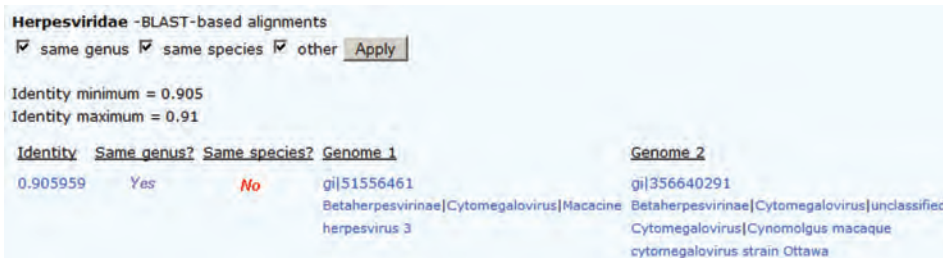 Herpesviridae -BLAST-based alignments
same genus same species other Apply
Identity minimum = 0.905
Identity maximum = 0.91
Identity Same genus? Same species? Genome 1 Genome 2
0.905959 Yes No gi|51556461 gi|356640291
Betaherpesvirinae|Cytomegalovirus|Macacine Betaherpesvirinae|Cytomegalovirus|unclassified
herpesvirus 3 Cytomegalovirus|Cynomolgus macaque
cytomegalovirus strain Ottawa